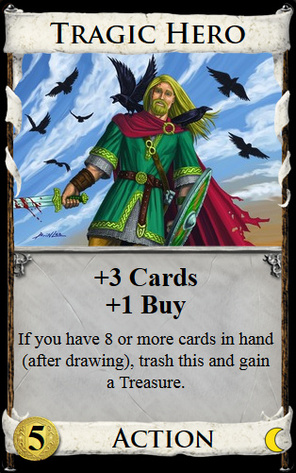 TRAGIC HERO
+3 Cards
+1 Buy
If you have 8 or more cards in hand
(after drawing), trash this and gain
a Treasure.
5
ACTION